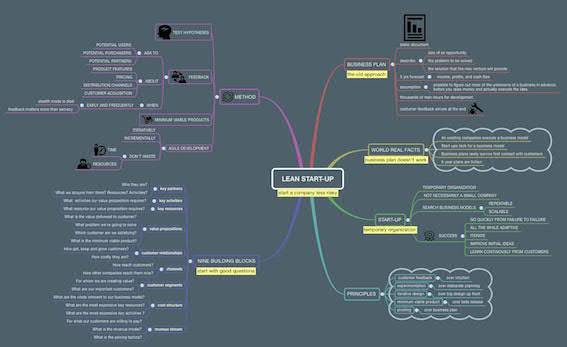 LEAN START-UP
start a company less risky
BUSINESS PLAN
the old approach
static document
size of an opportunity
describe
the problem to be solved
the solution that the new venture will provide
5 yrs forecast
income, profits, and cash flow
assumption
possible to figure out most of the unknowns of a business in advance,
before you raise money and actually execute the idea.
thousands of man-hours for development
customer feedback arrives at the end
WORLD REAL FACTS
business plan doesn't work
An existing companies execute a business model
Start ups look for a business model
Business plans rarely survive first contact with customers
5 year plans are fiction
START-UP
temporary organization
TEMPORARY ORGANIZATION
NOT NECESSARILY A SMALL COMPANY
SEARCH BUSINESS MODELS
REPEATABLE
SCALABLE
SUCCESS
GO QUICKLY FROM FAILURE TO FAILURE
ALL THE WHILE ADAPTIVE
ITERATE
IMPROVE INITIAL IDEAS
LEARN CONTINUOUSLY FROM CUSTOMERS
PRINCIPLES
customer feedback
over intuition
experimentation
over elaborate planning
iterative design
over big design up front
minimum viable product
over beta release
pivoting
over business plan
METHOD
TEST HYPOTHESES
FEEDBACK
ASK TO
POTENTIAL USERS
POTENTIAL PURCHASERS
POTENTIAL PARTNERS
ABOUT
PRODUCT FEATURES
PRICING
DISTRIBUTION CHANNELS
CUSTOMER ACQUISITION
WHEN
EARLY AND FREQUENTLY
stealth mode is died
feedback matters more than secrecy
MINIMUM VIABLE PRODUCTS
AGILE DEVELOPMENT
ITERATIVELY
INCREMENTALLY
DON'T WASTE
TIME
RESOURCES
NINE BUILDING BLOCKS
start with good questions
key partners
Who they are?
What we acquire from them? Resources? Activities?
key activities
What activities our value proposition requires?
key resources
What resource our value proposition requires?
value propositions
What is the value delivered to customer?
What problem we're going to solve
Which customer are we satisfying?
What is the minimum viable product?
customer relationships
How get, keep and grow customers?
How costly they are?
channels
How reach customers?
How other companies reach them now?
customer segments
For whom we are creating value?
What are our important customers?
cost structure
What are the costs inherent to our business model?
What are the most expensive key resources?
What are the most expensive key activities ?
revenue stream
For what our customers are willing to pay?
What is the revenue model?
What is the pricing tactics?